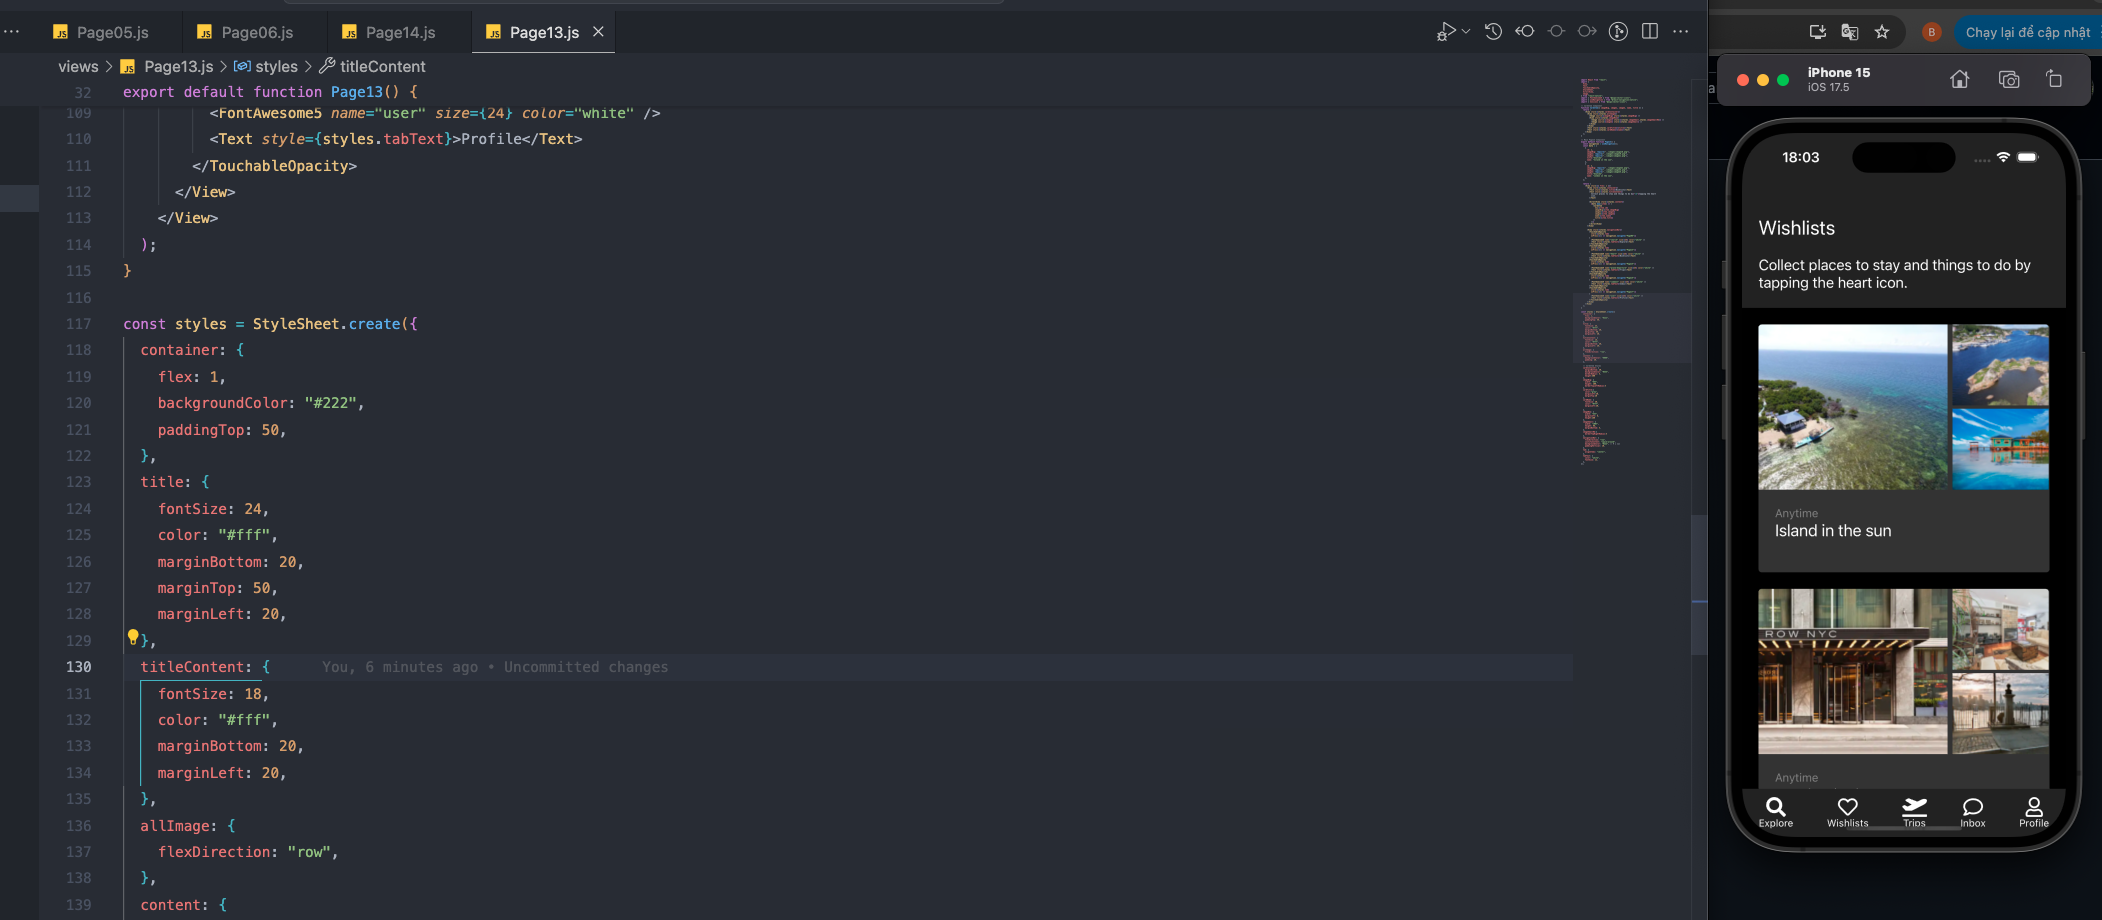 Page05.js
Page06.js
Page14.js
Page13.js
views > Page13.js > styles > titleContent
32 export default function Page13() {
109 <FontAwesome5 name="user" size={24} color="white" />
110 <Text style={styles.tabText}>Profile</Text>
111 </TouchableOpacity>
112 </View>
113 </View>
114 );
115 }
116
117 const styles = StyleSheet.create({
118 container: {
119 flex: 1,
120 backgroundColor: "#222",
121 paddingTop: 50,
122 },
123 title: {
124 fontSize: 24,
125 color: "#fff",
126 marginBottom: 20,
127 marginTop: 50,
128 marginLeft: 20,
129 },
130 titleContent: { You, 6 minutes ago • Uncommitted changes
131 fontSize: 18,
132 color: "#fff",
133 marginBottom: 20,
134 marginLeft: 20,
135 },
136 allImage: {
137 flexDirection: "row",
138 },
139 content: {
B
Chạy lại để cập nhật
iPhone 15
iOS 17.5
18:03
Wishlists
Collect places to stay and things to do by
tapping the heart icon.
Anytime
Island in the sun
ROW NYC
Anytime
Explore
Wishlists
Trips
Inbox
Profile